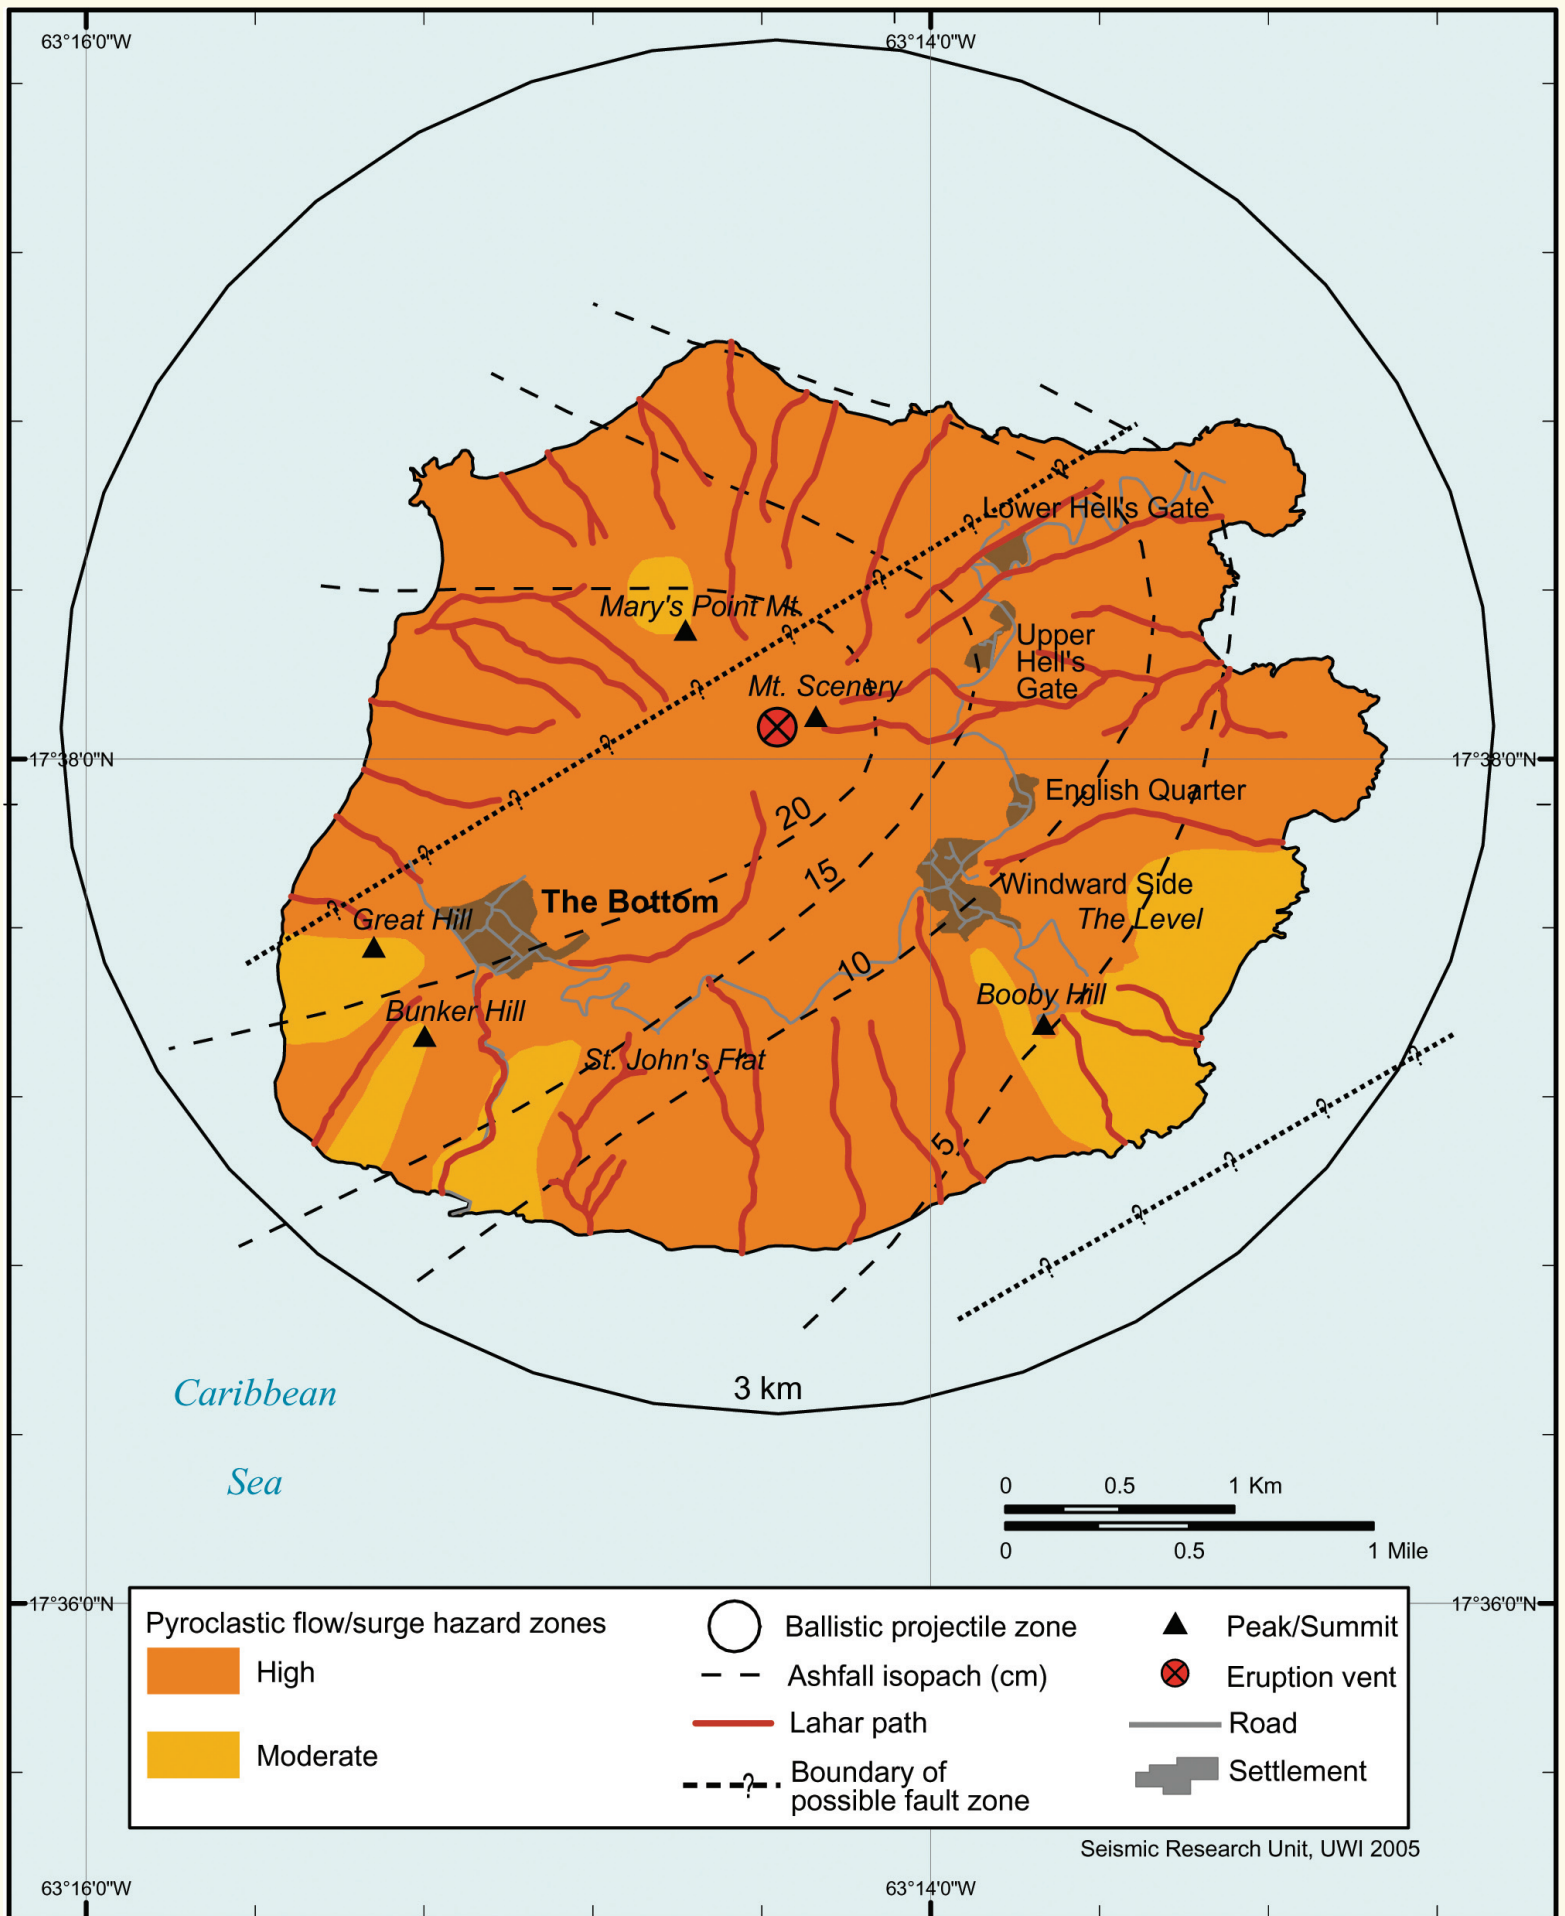 63°16'0"W
63°14'0"W
?
?
Lower Hell's Gate
?
?
Mary's Point Mt.
?
Upper
Hell's
Gate
?
Mt. Scenery
?
17°38'0"N
17°38'0"N
English Quarter
?
20
?
15
Windward Side
The Bottom
?
Great Hill
The Level
10
Booby Hill
Bunker Hill
St. John's Flat
?
?
5
?
?
?
3 km
Caribbean
Sea
0 0.5 1 Km
0 0.5 1 Mile
17°36'0"N
17°36'0"N
Pyroclastic flow/surge hazard zones
High
Moderate
Ballistic projectile zone
Ashfall isopach (cm)
Lahar path
?
Boundary of
possible fault zone
Peak/Summit
Eruption vent
Road
Settlement
Seismic Research Unit, UWI 2005
63°16'0"W
63°14'0"W